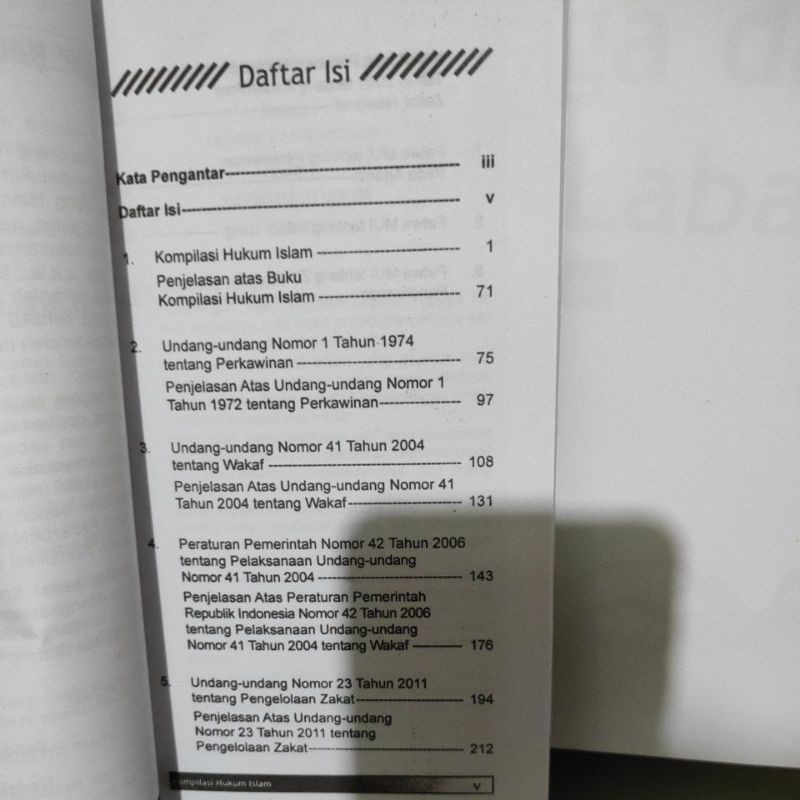 Daftar Isi
Kata Pengantar iii
Daftar Isi v
1. Kompilasi Hukum Islam 1
Penjelasan atas Buku
Kompilasi Hukum Islam 71
2. Undang-undang Nomor 1 Tahun 1974
tentang Perkawinan 75
Penjelasan Atas Undang-undang Nomor 1
Tahun 1972 tentang Perkawinan 97
3. Undang-undang Nomor 41 Tahun 2004
tentang Wakaf 108
Penjelasan Atas Undang-undang Nomor 41
Tahun 2004 tentang Wakaf 131
4. Peraturan Pemerintah Nomor 42 Tahun 2006
tentang Pelaksanaan Undang-undang
Nomor 41 Tahun 2004 143
Penjelasan Atas Peraturan Pemerintah
Republik Indonesia Nomor 42 Tahun 2006
tentang Pelaksanaan Undang-undang
Nomor 41 Tahun 2004 tentang Wakaf 176
5. Undang-undang Nomor 23 Tahun 2011
tentang Pengelolaan Zakat 194
Penjelasan Atas Undang-undang
Nomor 23 Tahun 2011 tentang
Pengelolaan Zakat 212
Kompilasi Hukum Islam v